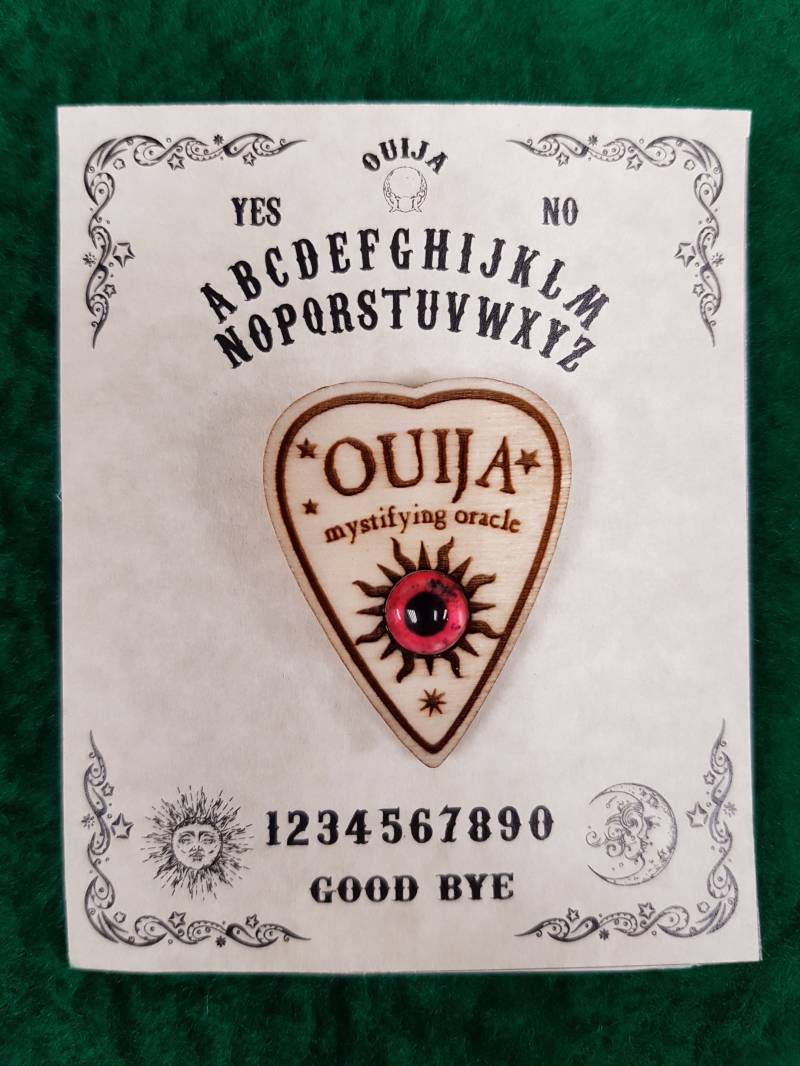 OUIJA
YES NO
ABCDEFGHIJKLM
NOPQRSTUVWXYZ
OUIJA
mystifying oracle
1234567890
GOOD BYE